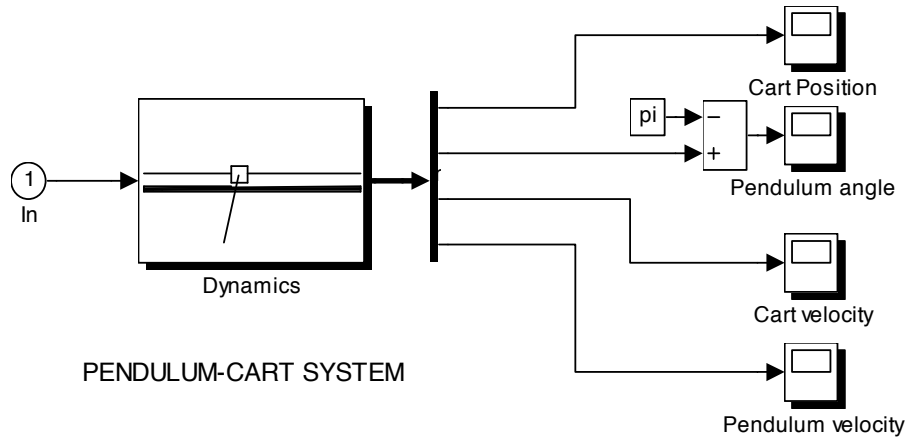 Cart Position
pi
−
+
Pendulum angle
1
In
Dynamics
Cart velocity
PENDULUM-CART SYSTEM
Pendulum velocity